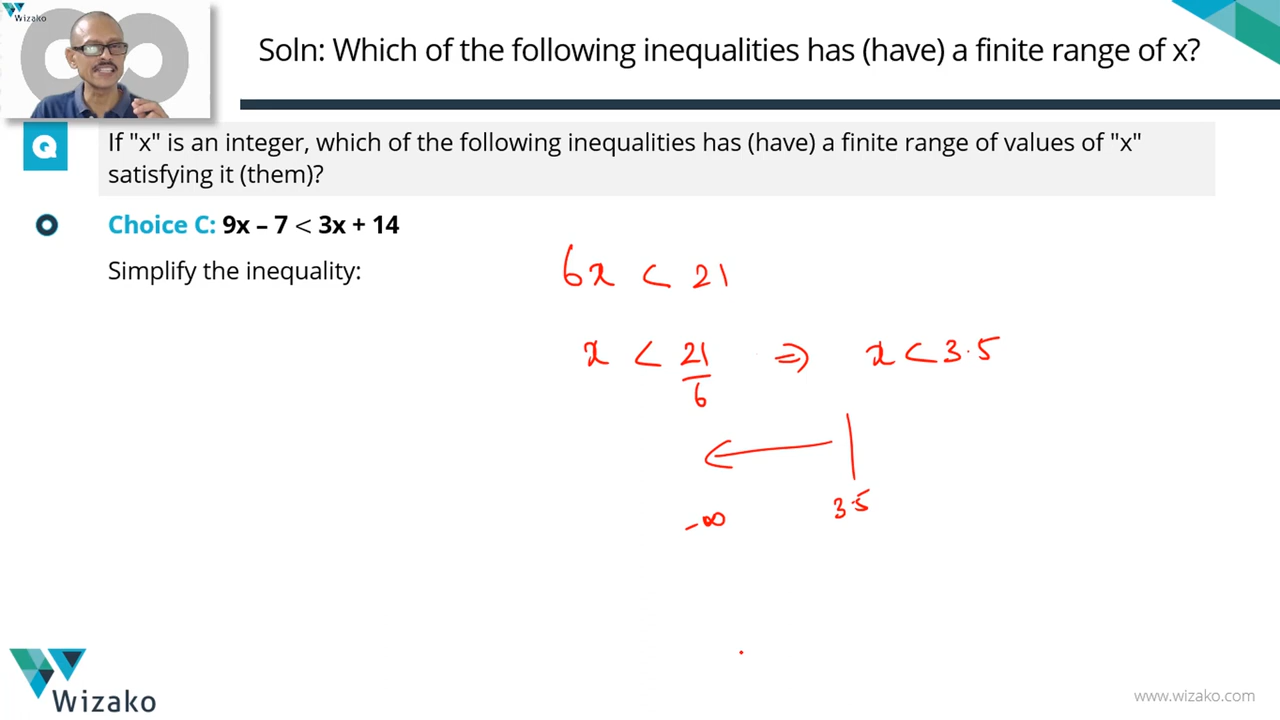 Wizako
Soln: Which of the following inequalities has (have) a finite range of x?
Q
If "x" is an integer, which of the following inequalities has (have) a finite range of values of "x"
satisfying it (them)?
Choice C: 9x – 7 < 3x + 14
Simplify the inequality:
6x < 21
x < 21/6 ⇒ x < 3.5
-∞ 3.5
Wizako
www.wizako.com